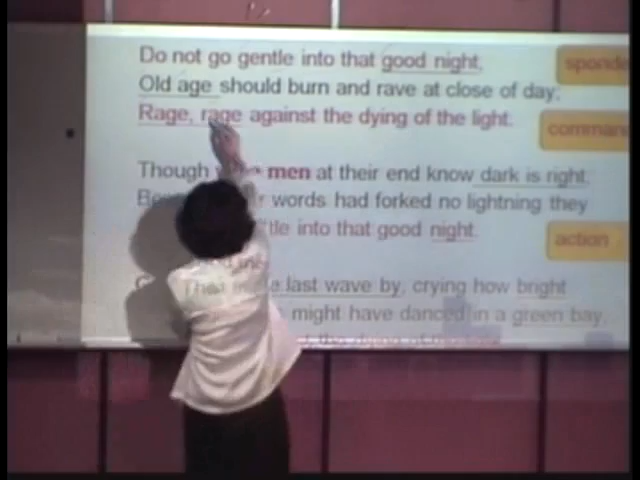 Do not go gentle into that good night,
Old age should burn and rave at close of day;
Rage, rage against the dying of the light.
Though men at their end know dark is right,
words had forked no lightning they
into that good night.
last wave by, crying how bright
might have danced in a green bay,
sponde
comman
action